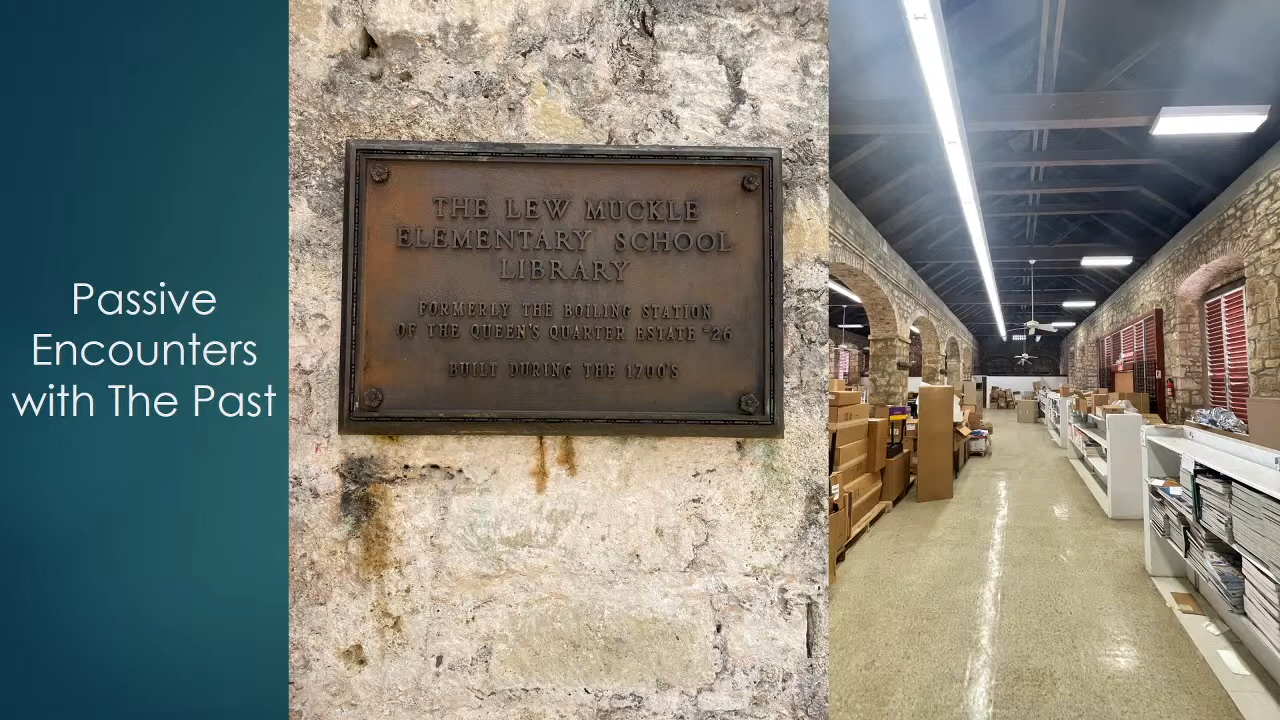 Passive
Encounters
with The Past
THE LEW MUCKLE
ELEMENTARY SCHOOL
LIBRARY
FORMERLY THE BOILING STATION
OF THE QUEEN'S QUARTER ESTATE #26
BUILT DURING THE 1700'S